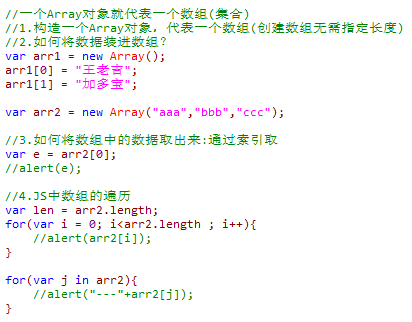 //一个Array对象就代表一个数组(集合)
//1.构造一个Array对象, 代表一个数组(创建数组无需指定长度)
//2.如何将数据装进数组?
var arr1 = new Array();
arr1[0] = "王老吉";
arr1[1] = "加多宝";
var arr2 = new Array("aaa","bbb","ccc");
//3.如何将数组中的数据取出来:通过索引取
var e = arr2[0];
//alert(e);
//4.JS中数组的遍历
var len = arr2.length;
for(var i = 0; i<arr2.length ; i++){
//alert(arr2[i]);
}
for(var j in arr2){
//alert("---"+arr2[j]);
}